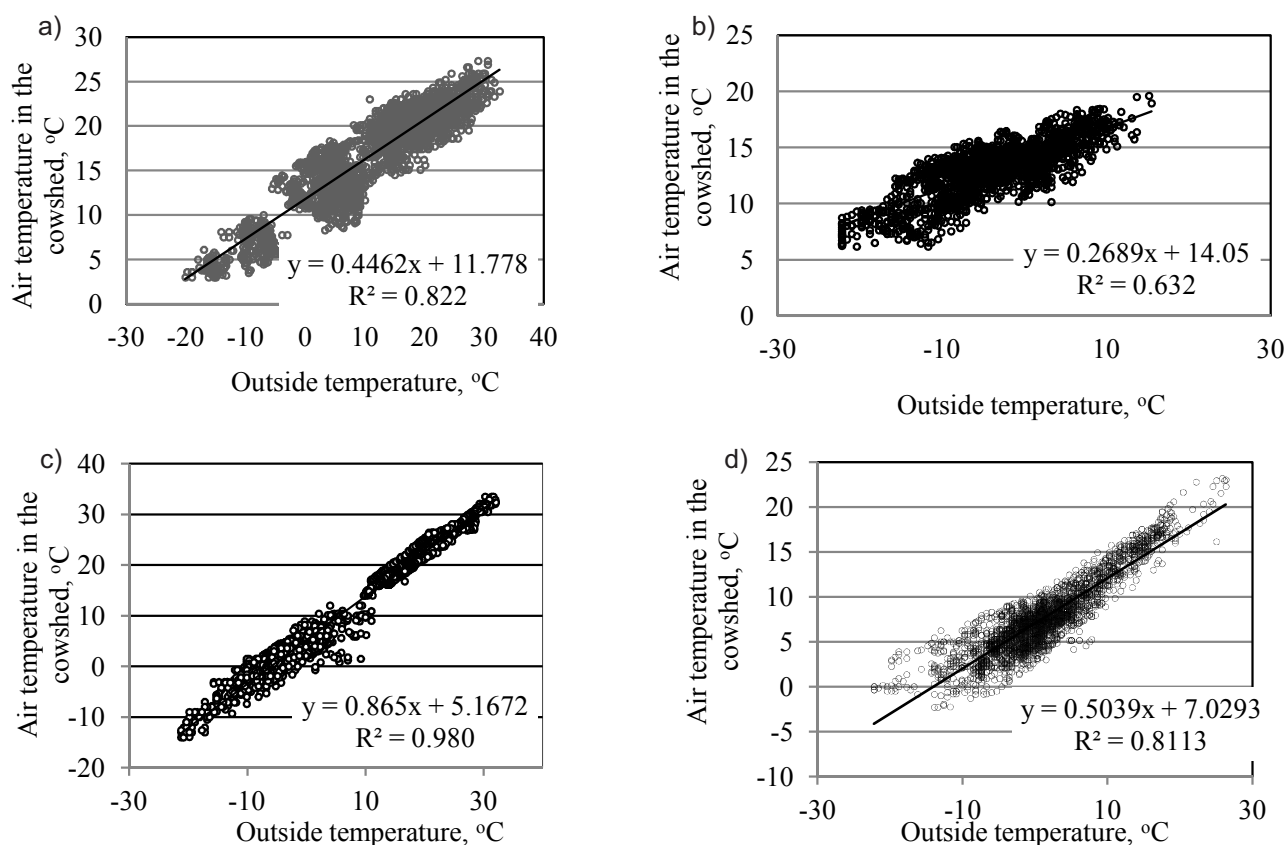 a)
30
25
20
15
10
5
0
-30 -20 -10 0 10 20 30 40
Air temperature in the
cowshed, °C
Outside temperature, °C
y = 0.4462x + 11.778
R² = 0.822
b)
25
20
15
10
5
0
-30 -10 10 30
Air temperature in the
cowshed, °C
Outside temperature, °C
y = 0.2689x + 14.05
R² = 0.632
c)
40
30
20
10
0
-10
-20
-30 -10 10 30
Air temperature in the
cowshed, °C
Outside temperature, °C
y = 0.865x + 5.1672
R² = 0.980
d)
25
20
15
10
5
0
-5
-10
-30 -10 10 30
Air temperature in the
cowshed, °C
Outside temperature, °C
y = 0.5039x + 7.0293
R² = 0.8113